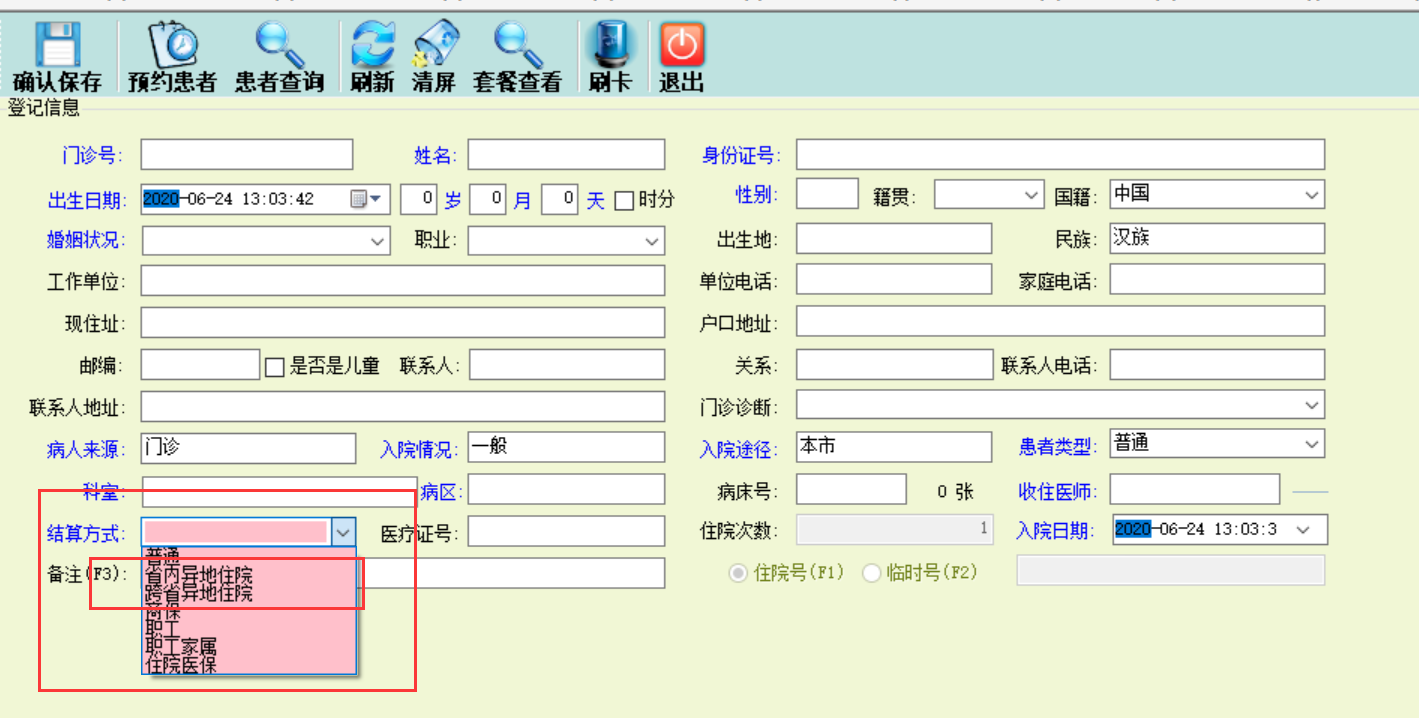 确认保存 预约患者 患者查询 刷新 清屏 套餐查看 刷卡 退出
登记信息
门诊号: 姓名: 身份证号:
出生日期: 2020-06-24 13:03:42 0 岁 0 月 0 天 时分 性别: 籍贯: 国籍: 中国
婚姻状况: 职业: 出生地: 民族: 汉族
工作单位: 单位电话: 家庭电话:
现住址: 户口地址:
邮编: 是否是儿童 联系人: 关系: 联系人电话:
联系人地址: 门诊诊断:
病人来源: 门诊 入院情况: 一般 入院途径: 本市 患者类型: 普通
科室: 病区: 病床号: 0 张 收住医师:
结算方式: 医疗证号: 住院次数: 1 入院日期: 2020-06-24 13:03:3
备注(F3): 住院号(F1) 临时号(F2)
普通
省内异地住院
跨省异地住院
商保
职工
职工家属
住院医保